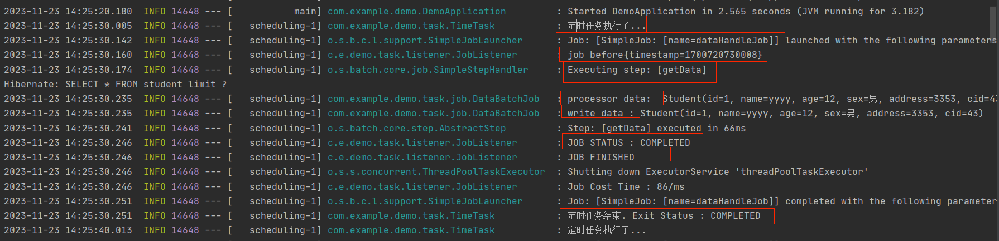 2023-11-23 14:25:20.180  INFO 14648 --- [           main] com.example.demo.DemoApplication         : Started DemoApplication in 2.565 seconds (JVM running for 3.182)
2023-11-23 14:25:30.005  INFO 14648 --- [   scheduling-1] com.example.demo.task.TimeTask           : 定时任务执行了...
2023-11-23 14:25:30.142  INFO 14648 --- [   scheduling-1] o.s.b.c.l.support.SimpleJobLauncher      : Job: [SimpleJob: [name=dataHandleJob]] launched with the following parameters
2023-11-23 14:25:30.160  INFO 14648 --- [   scheduling-1] c.e.demo.task.listener.JobListener       : job before{timestamp=1700720730008}
2023-11-23 14:25:30.174  INFO 14648 --- [   scheduling-1] o.s.batch.core.job.SimpleStepHandler     : Executing step: [getData]
Hibernate: SELECT * FROM student limit ?
2023-11-23 14:25:30.235  INFO 14648 --- [   scheduling-1] com.example.demo.task.job.DataBatchJob   : processor data:  Student(id=1, name=yyyy, age=12, sex=男, address=3353, cid=43
2023-11-23 14:25:30.235  INFO 14648 --- [   scheduling-1] com.example.demo.task.job.DataBatchJob   : write data : Student(id=1, name=yyyy, age=12, sex=男, address=3353, cid=43)
2023-11-23 14:25:30.241  INFO 14648 --- [   scheduling-1] o.s.batch.core.step.AbstractStep         : Step: [getData] executed in 66ms
2023-11-23 14:25:30.246  INFO 14648 --- [   scheduling-1] c.e.demo.task.listener.JobListener       : JOB STATUS : COMPLETED
2023-11-23 14:25:30.246  INFO 14648 --- [   scheduling-1] c.e.demo.task.listener.JobListener       : JOB FINISHED
2023-11-23 14:25:30.246  INFO 14648 --- [   scheduling-1] o.s.s.concurrent.ThreadPoolTaskExecutor  : Shutting down ExecutorService 'threadPoolTaskExecutor'
2023-11-23 14:25:30.246  INFO 14648 --- [   scheduling-1] c.e.demo.task.listener.JobListener       : Job Cost Time : 86/ms
2023-11-23 14:25:30.251  INFO 14648 --- [   scheduling-1] o.s.b.c.l.support.SimpleJobLauncher      : Job: [SimpleJob: [name=dataHandleJob]] completed with the following parameter
2023-11-23 14:25:30.251  INFO 14648 --- [   scheduling-1] com.example.demo.task.TimeTask           : 定时任务结束. Exit Status : COMPLETED
2023-11-23 14:25:40.013  INFO 14648 --- [   scheduling-1] com.example.demo.task.TimeTask           : 定时任务执行了...